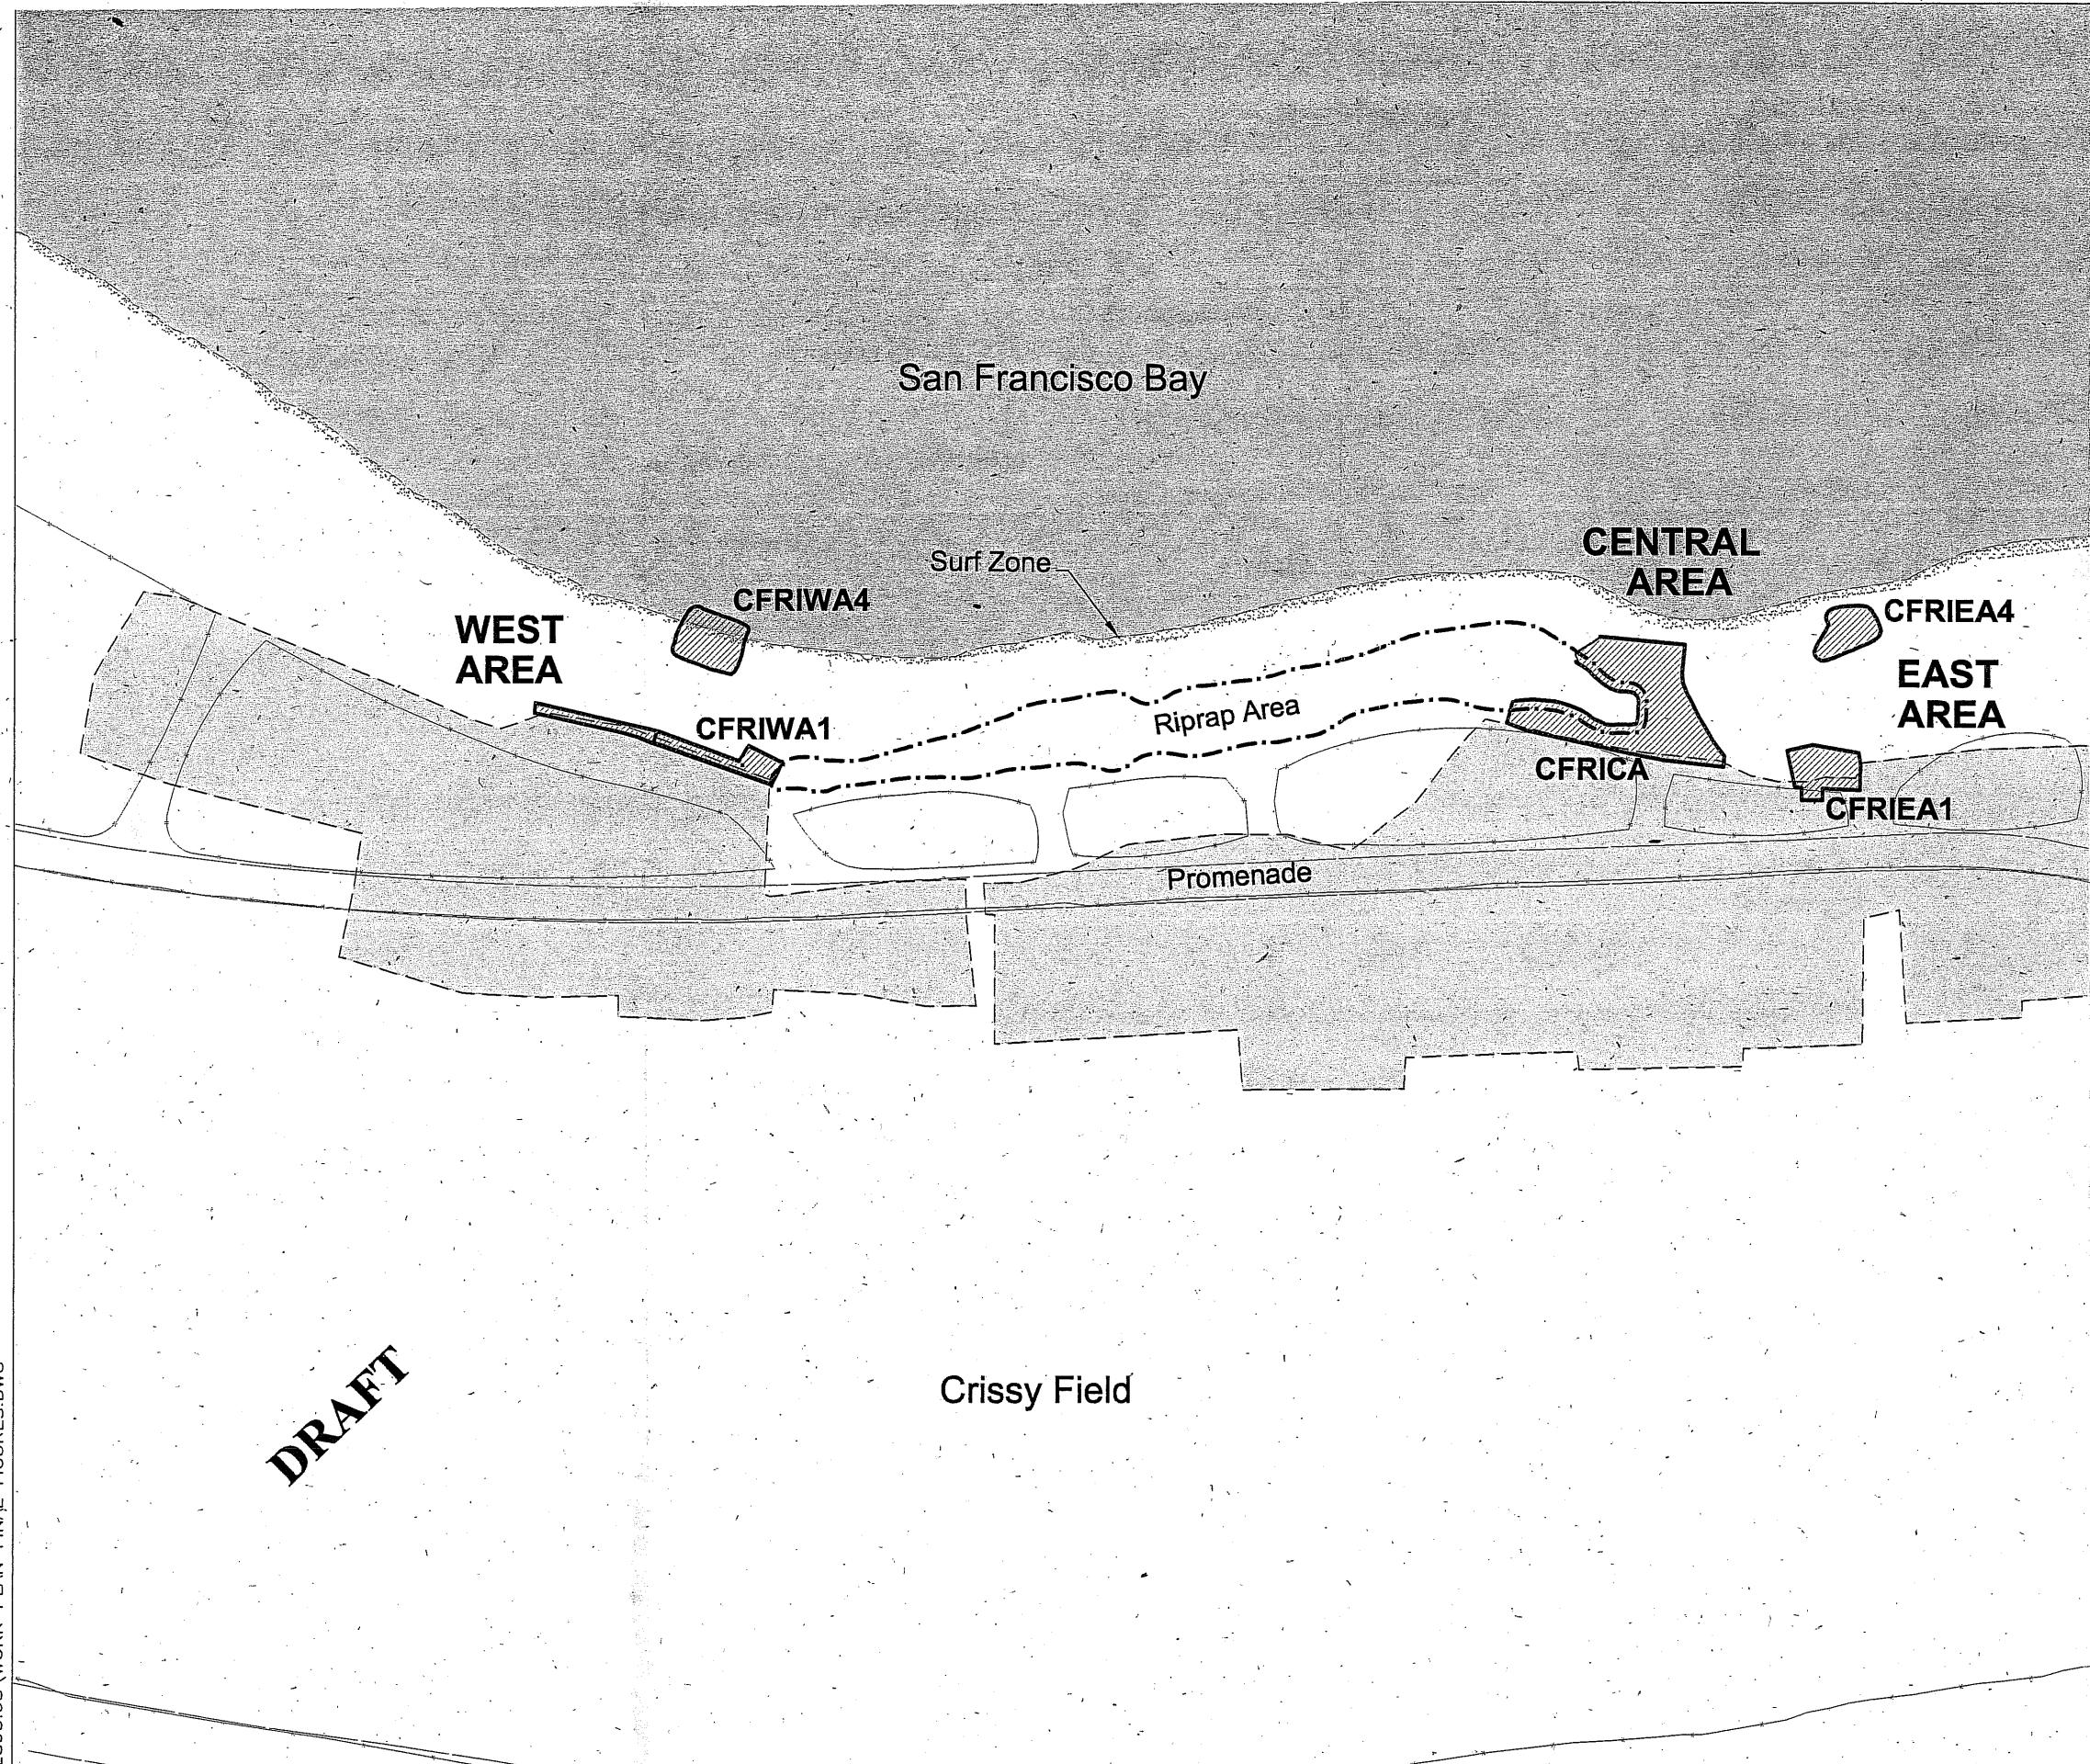 San Francisco Bay
CENTRAL
AREA
Surf Zone
CFRIWA4
CFRIEA4
WEST
AREA
EAST
AREA
CFRIWA1
Riprap Area
CFRICA
CFRIEA1
Promenade
Crissy Field
DRAFT